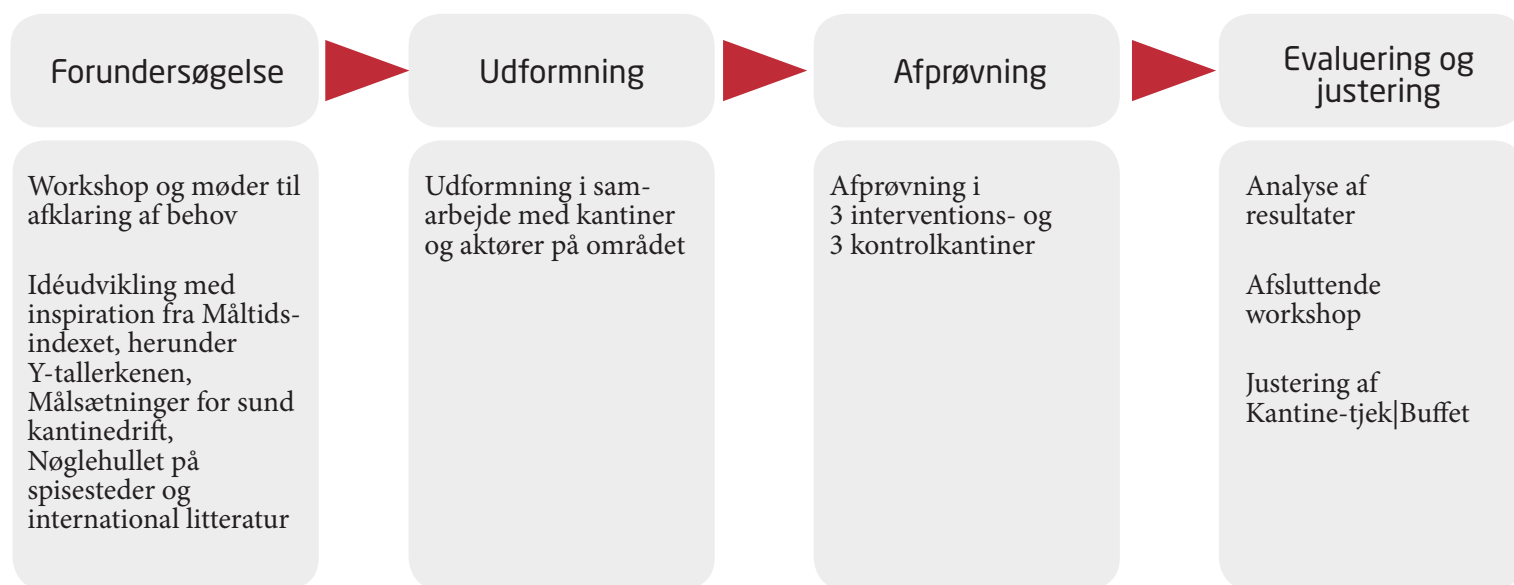 Forundersøgelse
Udformning
Afprøvning
Evaluering og
justering
Workshop og møder til
afklaring af behov
Idéudvikling med
inspiration fra Måltids-
indexet, herunder
Y-tallerkenen,
Målsætninger for sund
kantinedrift,
Nøglehullet på
spisesteder og
international litteratur
Udformning i sam-
arbejde med kantiner
og aktører på området
Afprøvning i
3 interventions- og
3 kontrolkantiner
Analyse af
resultater
Afsluttende
workshop
Justering af
Kantine-tjek|Buffet